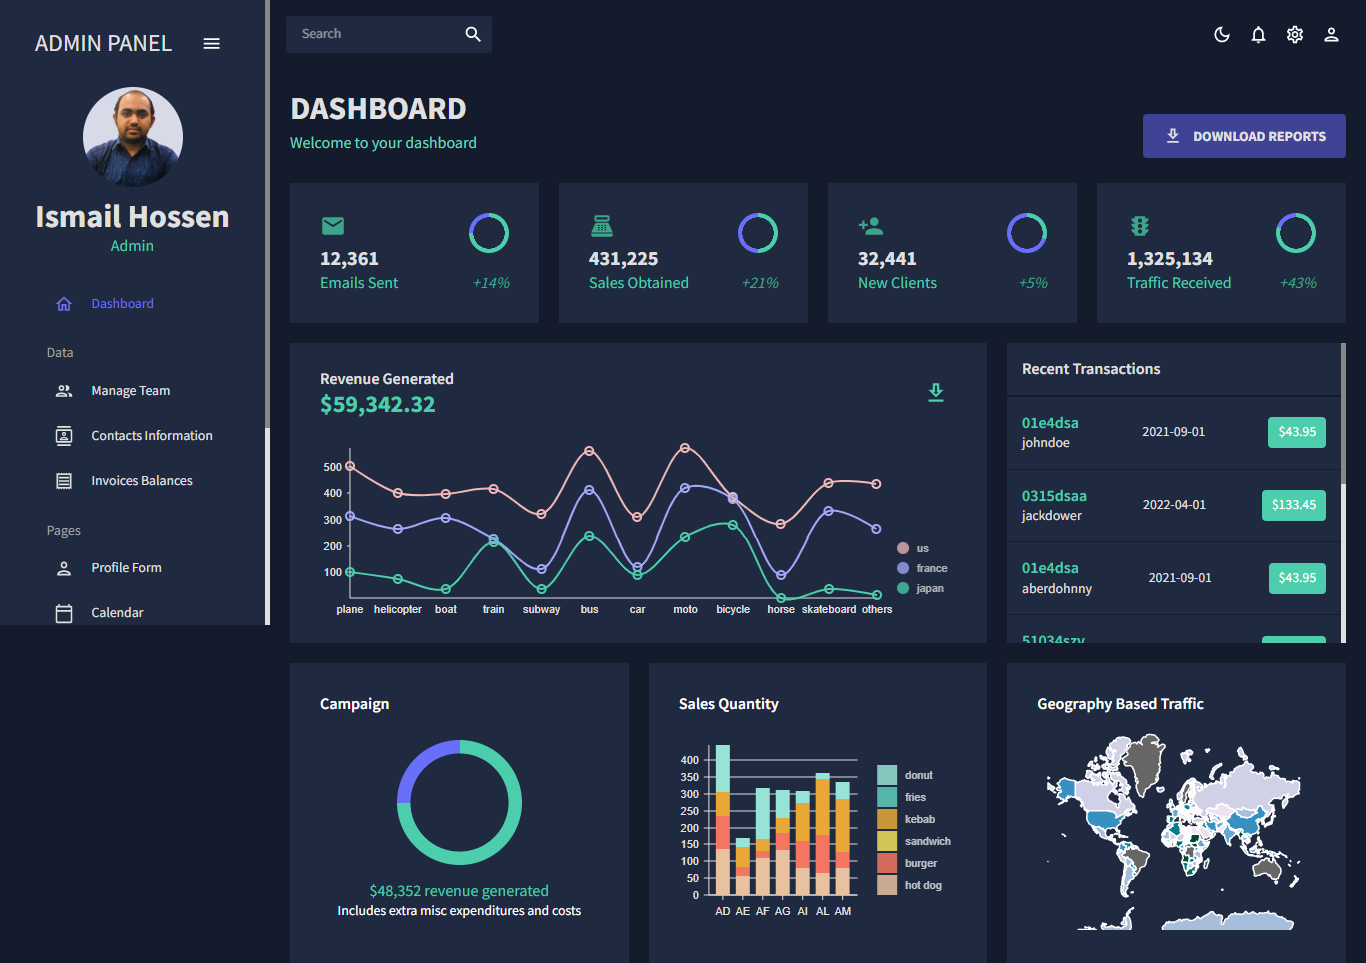 ADMIN PANEL
Search
Ismail Hossen
Admin
Dashboard
Data
Manage Team
Contacts Information
Invoices Balances
Pages
Profile Form
Calendar
DASHBOARD
Welcome to your dashboard
DOWNLOAD REPORTS
12,361
Emails Sent +14%
431,225
Sales Obtained +21%
32,441
New Clients +5%
1,325,134
Traffic Received +43%
Revenue Generated
$59,342.32
500
400
300
200
100
plane helicopter boat train subway bus car moto bicycle horse skateboard others
us
france
japan
Recent Transactions
01e4dsa
johndoe
2021-09-01
$43.95
0315dsaa
jackdower
2022-04-01
$133.45
01e4dsa
aberdohnny
2021-09-01
$43.95
51034szv
Campaign
$48,352 revenue generated
Includes extra misc expenditures and costs
Sales Quantity
400
350
300
250
200
150
100
50
0
AD AE AF AG AI AL AM
donut
fries
kebab
sandwich
burger
hot dog
Geography Based Traffic